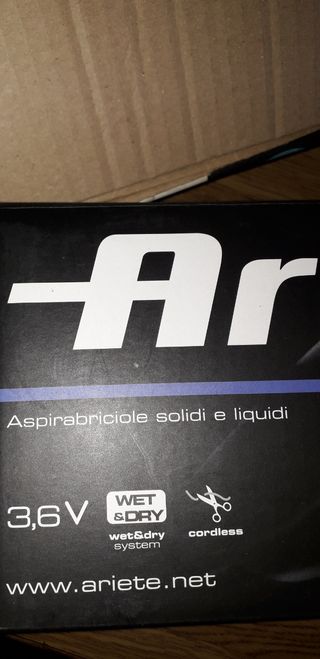 Ar
Aspirabriciole solidi e liquidi
3,6V
WET
&DRY
wet&dry
system
cordless
www.ariete.net